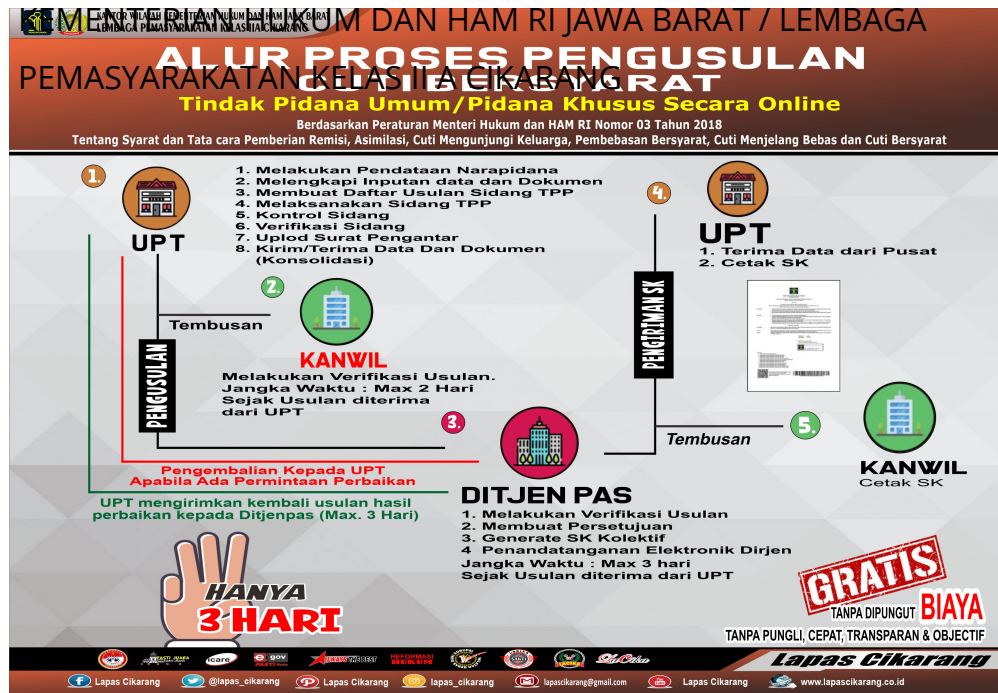 KEMENTERIAN HUKUM DAN HAM RI JAWA BARAT / LEMBAGA
PEMASYARAKATAN KELAS II A CIKARANG
KANTOR WILAYAH KEMENTERIAN HUKUM DAN HAM JAWA BARAT
LEMBAGA PEMASYARAKATAN KELAS IIA CIKARANG
ALUR PROSES PENGUSULAN
CUTI BERSYARAT
Tindak Pidana Umum/Pidana Khusus Secara Online
Berdasarkan Peraturan Menteri Hukum dan HAM RI Nomor 03 Tahun 2018
Tentang Syarat dan Tata cara Pemberian Remisi, Asimilasi, Cuti Mengunjungi Keluarga, Pembebasan Bersyarat, Cuti Menjelang Bebas dan Cuti Bersyarat
1.
UPT
1. Melakukan Pendataan Narapidana
2. Melengkapi Inputan data dan Dokumen
3. Membuat Daftar Usulan Sidang TPP
4. Melaksanakan Sidang TPP
5. Kontrol Sidang
6. Verifikasi Sidang
7. Uplod Surat Pengantar
8. Kirim/Terima Data Dan Dokumen
(Konsolidasi)
2.
Tembusan
KANWIL
Melakukan Verifikasi Usulan.
Jangka Waktu : Max 2 Hari
Sejak Usulan diterima
dari UPT
PENGUSULAN
Pengembalian Kepada UPT
Apabila Ada Permintaan Perbaikan
UPT mengirimkan kembali usulan hasil
perbaikan kepada Ditjenpas (Max. 3 Hari)
3.
DITJEN PAS
1. Melakukan Verifikasi Usulan
2. Membuat Persetujuan
3. Generate SK Kolektif
4 Penandatanganan Elektronik Dirjen
Jangka Waktu : Max 3 hari
Sejak Usulan diterima dari UPT
4.
UPT
1. Terima Data dari Pusat
2. Cetak SK
PENGIRIMAN SK
Tembusan
5.
KANWIL
Cetak SK
HANYA
3 HARI
GRATIS
TANPA DIPUNGUT BIAYA
TANPA PUNGLI, CEPAT, TRANSPARAN & OBJECTIF
icare
e gov
PASTI
ALWAYS THE BEST
REFORMASI
HUKUM
Lapas Cikarang
Lapas Cikarang
@lapas_cikarang
Lapas Cikarang
lapas_cikarang
lapascikarang@gmail.com
Lapas Cikarang
www.lapascikarang.co.id